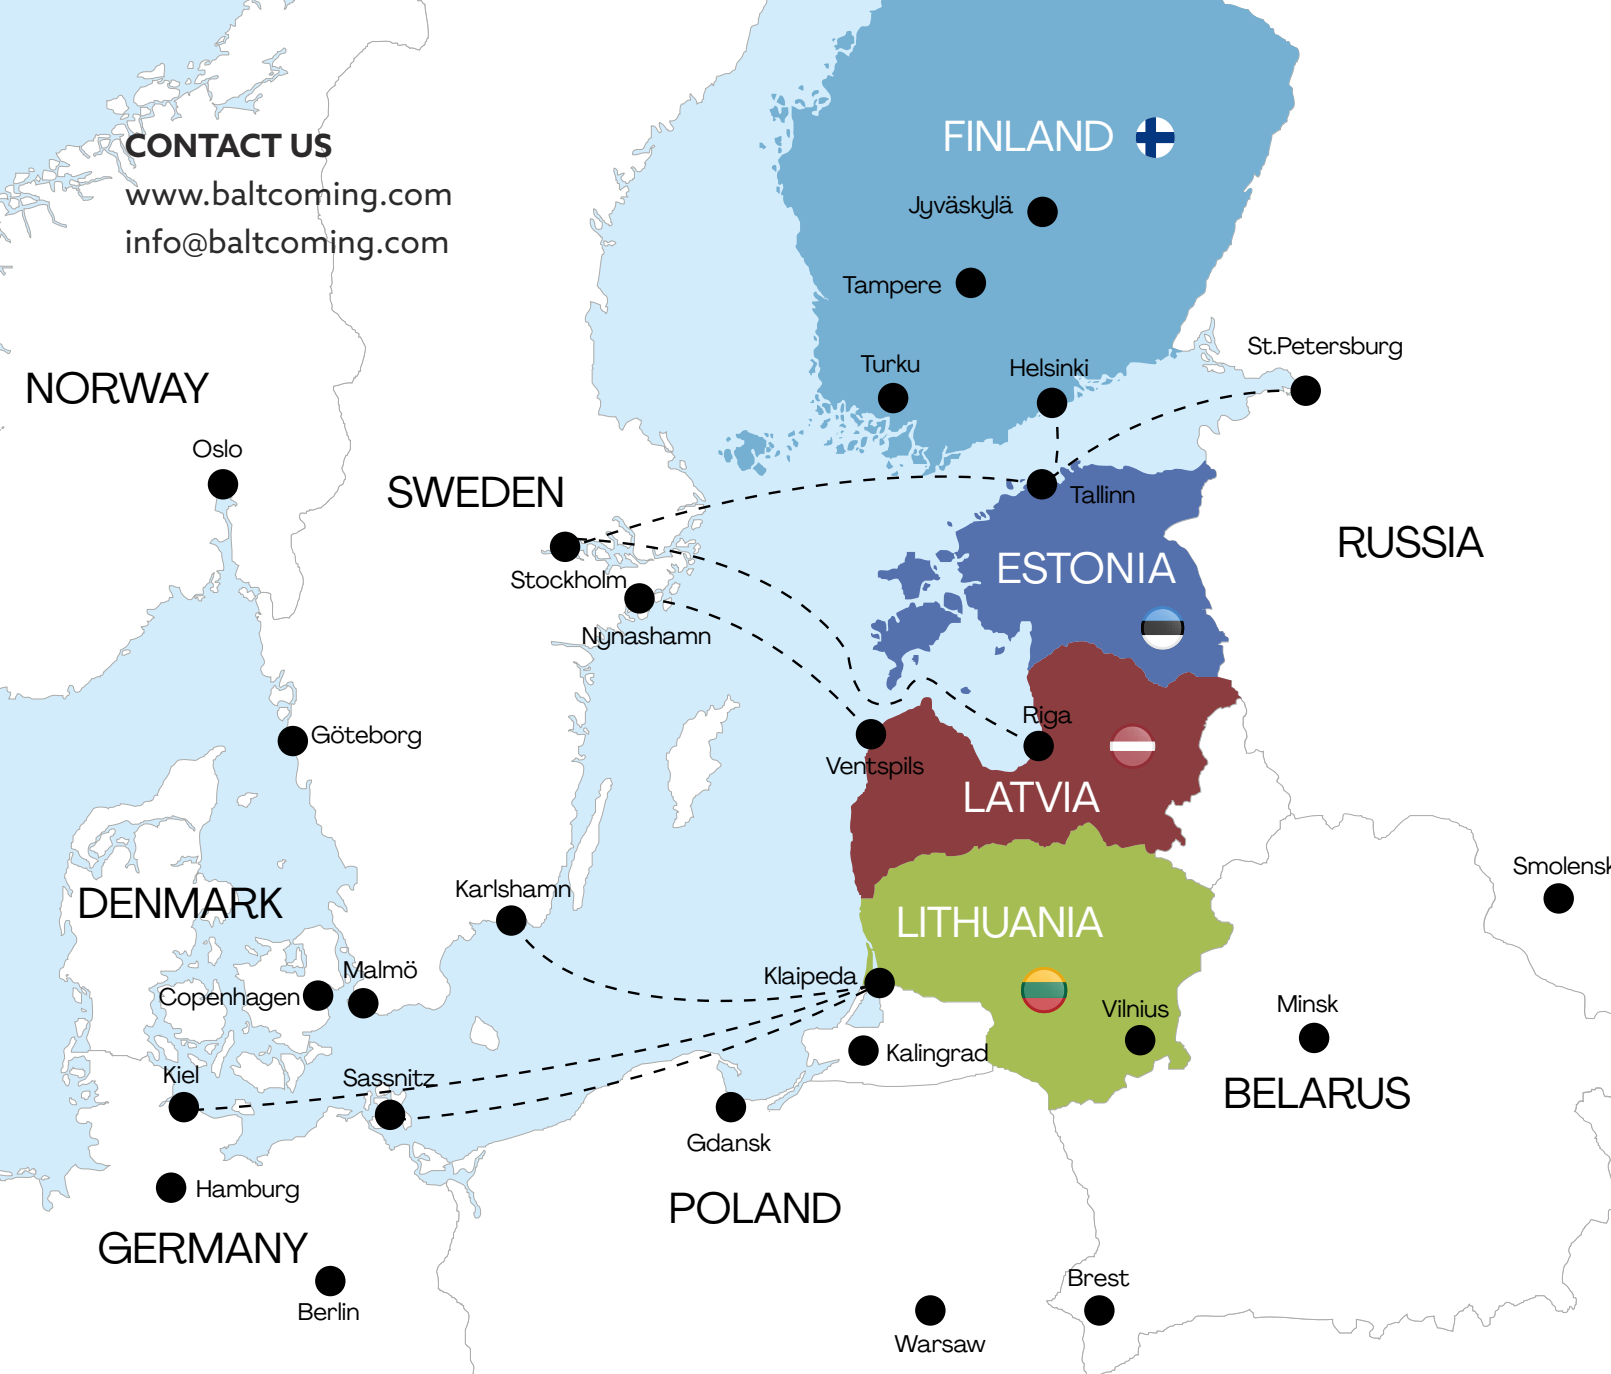 CONTACT US
www.baltcoming.com
info@baltcoming.com
FINLAND
Jyväskylä
Tampere
Turku
Helsinki
St.Petersburg
NORWAY
Oslo
SWEDEN
Tallinn
RUSSIA
ESTONIA
Stockholm
Nynashamn
Riga
Göteborg
Ventspils
LATVIA
Smolensk
Karlshamn
DENMARK
LITHUANIA
Malmö
Klaipeda
Copenhagen
Vilnius
Minsk
Kalingrad
Kiel
Sassnitz
BELARUS
Gdansk
Hamburg
POLAND
GERMANY
Brest
Berlin
Warsaw